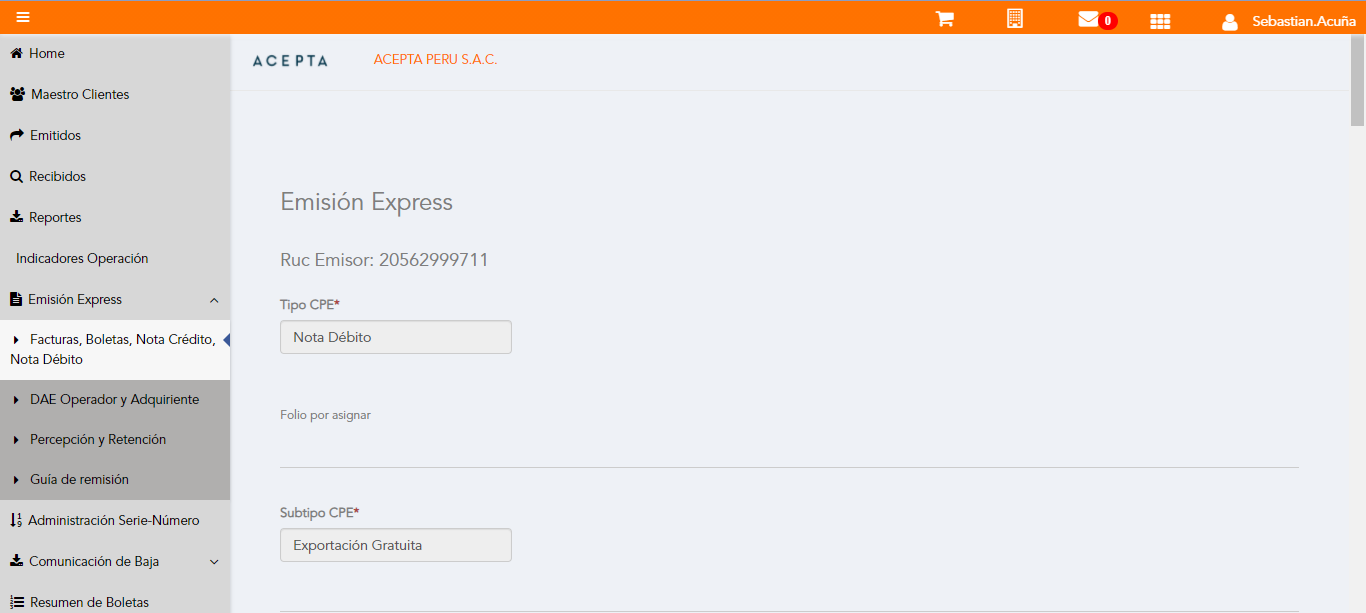 0
Sebastian.Acuña
Home
Maestro Clientes
Emitidos
Recibidos
Reportes
Indicadores Operación
Emisión Express
Facturas, Boletas, Nota Crédito,
Nota Débito
DAE Operador y Adquiriente
Percepción y Retención
Guía de remisión
Administración Serie-Número
Comunicación de Baja
Resumen de Boletas
ACEPTA
ACEPTA PERU S.A.C.
Emisión Express
Ruc Emisor: 20562999711
Tipo CPE*
Nota Débito
Folio por asignar
Subtipo CPE*
Exportación Gratuita